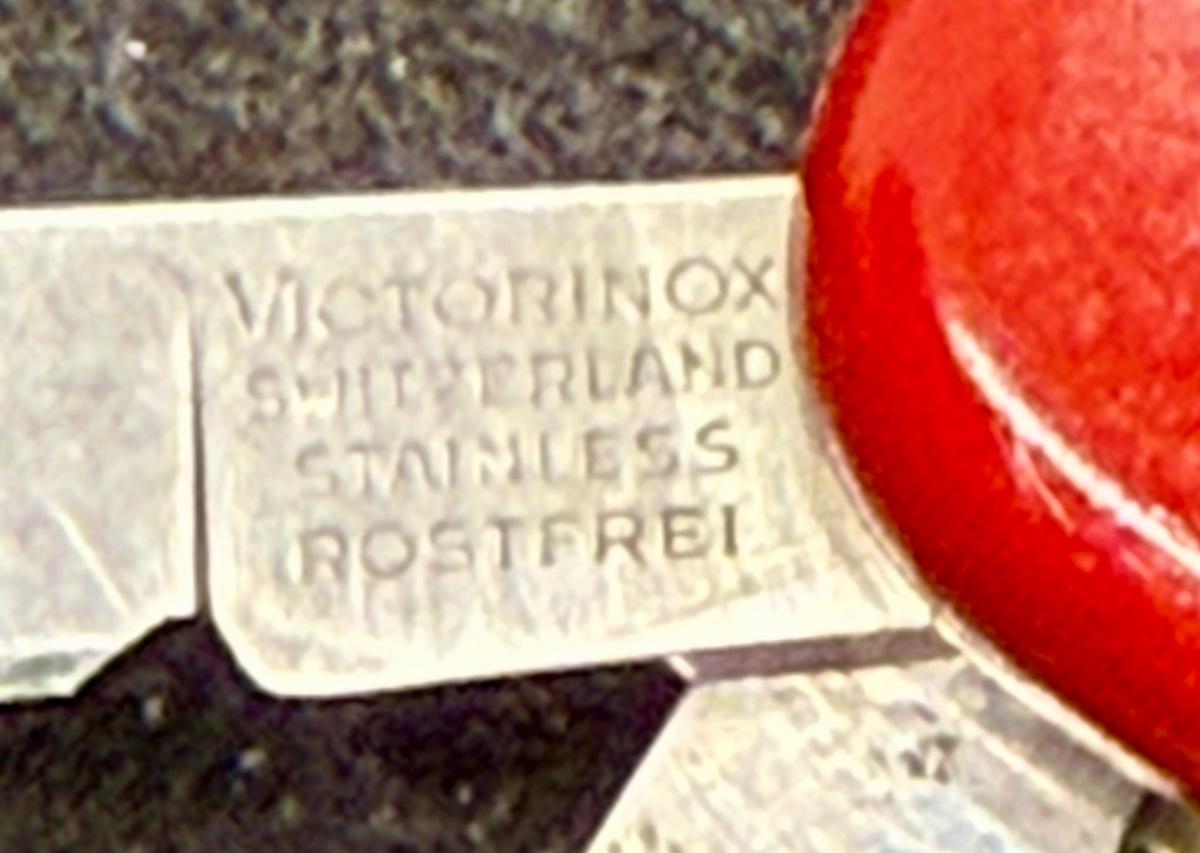 VICTORINOX
SWITZERLAND
STAINLESS
ROSTFREI